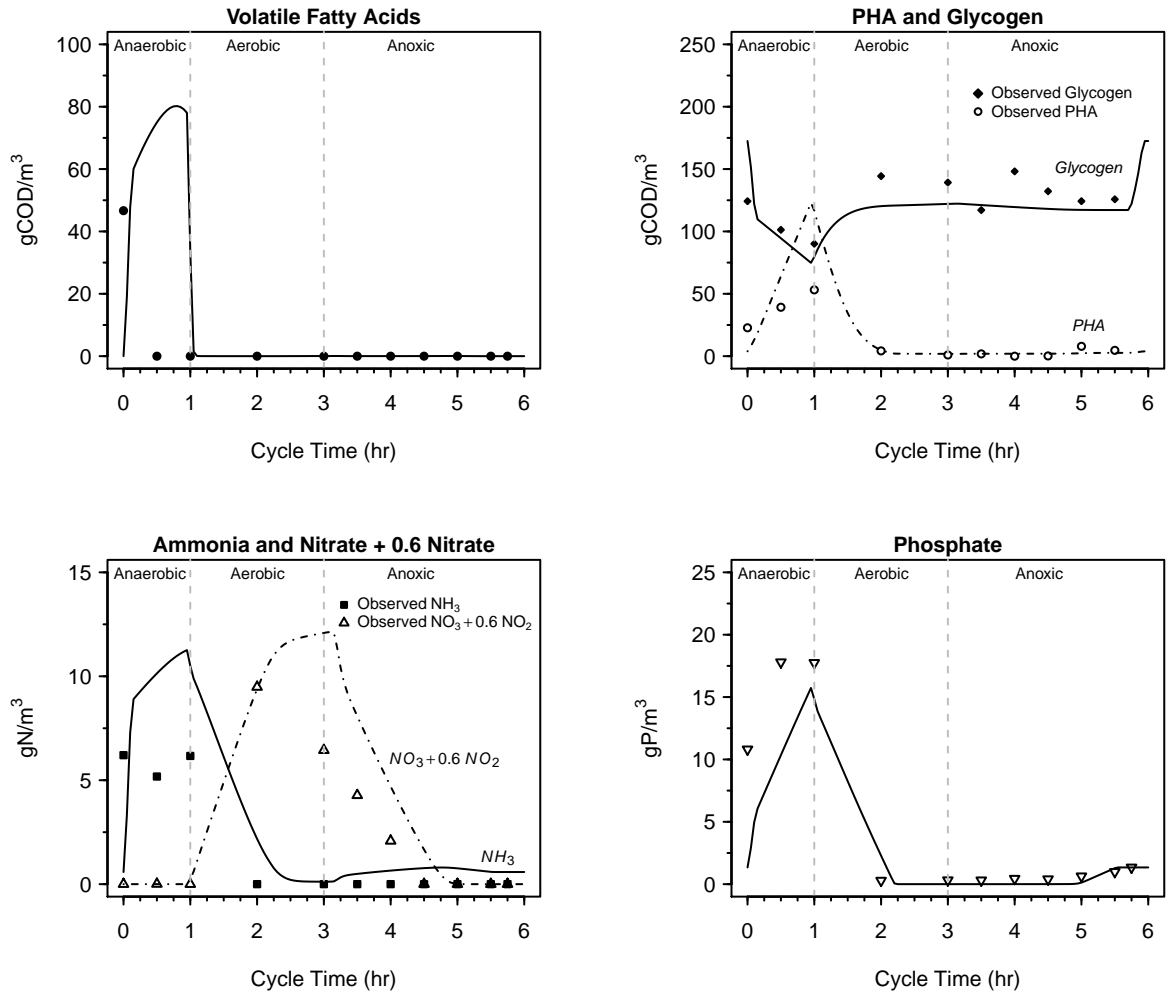 Volatile Fatty Acids
Anaerobic Aerobic Anoxic
100
80
60
40
20
0
gCOD/m³
0 1 2 3 4 5 6
Cycle Time (hr)
PHA and Glycogen
Anaerobic Aerobic Anoxic
Observed Glycogen
Observed PHA
Glycogen
PHA
250
200
150
100
50
0
gCOD/m³
0 1 2 3 4 5 6
Cycle Time (hr)
Ammonia and Nitrate + 0.6 Nitrate
Anaerobic Aerobic Anoxic
Observed NH₃
Observed NO₃+0.6 NO₂
NO₃+0.6 NO₂
NH₃
15
10
5
0
gN/m³
0 1 2 3 4 5 6
Cycle Time (hr)
Phosphate
Anaerobic Aerobic Anoxic
25
20
15
10
5
0
gP/m³
0 1 2 3 4 5 6
Cycle Time (hr)